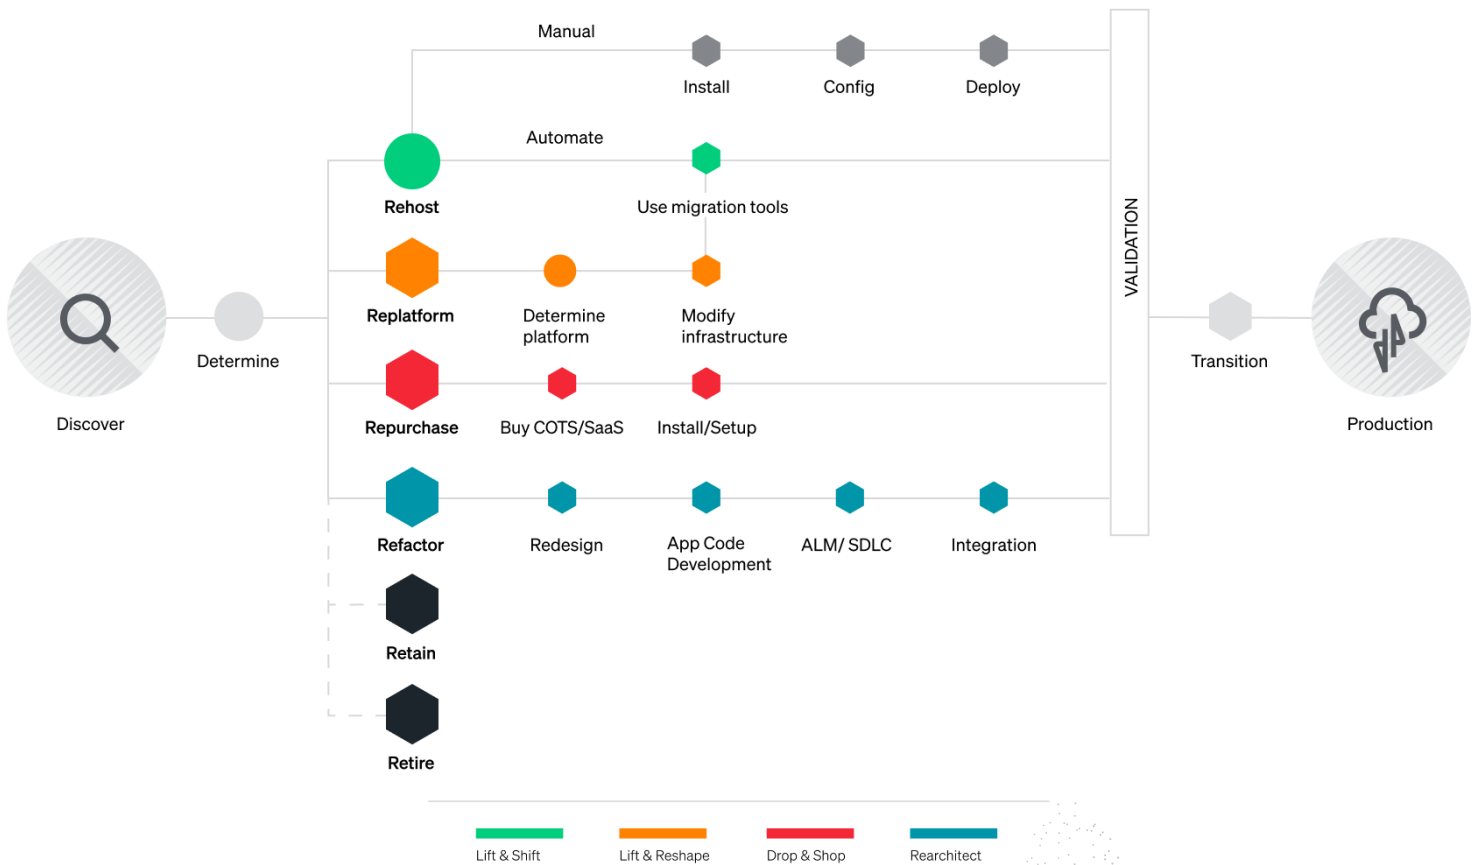 Manual
Install
Config
Deploy
Automate
Rehost
Use migration tools
VALIDATION
Replatform
Determine
platform
Modify
infrastructure
Determine
Transition
Discover
Repurchase
Buy COTS/SaaS
Install/Setup
Production
Refactor
Redesign
App Code
Development
ALM/ SDLC
Integration
Retain
Retire
Lift & Shift
Lift & Reshape
Drop & Shop
Rearchitect